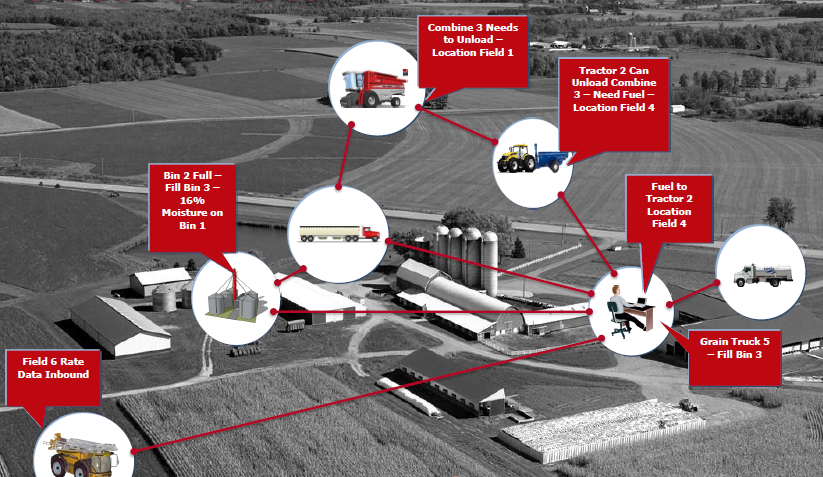 Combine 3 Needs
to Unload –
Location Field 1
Tractor 2 Can
Unload Combine
3 – Need Fuel –
Location Field 4
Bin 2 Full –
Fill Bin 3 –
16%
Moisture on
Bin 1
Fuel to
Tractor 2
Location
Field 4
Grain Truck 5
– Fill Bin 3
Field 6 Rate
Data Inbound